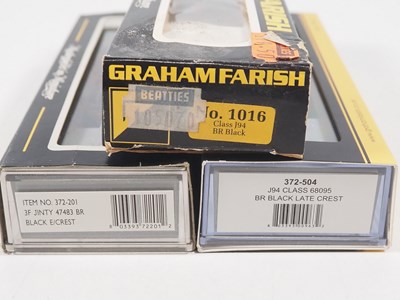 GRAHAM FARISH
BEATTIES
105070
No. 1016
Class J94
BR Black
ITEM NO. 372-201
3F JINTY 47483 BR
BLACK E/CREST
372-504
J94 CLASS 68095
BR BLACK LATE CREST